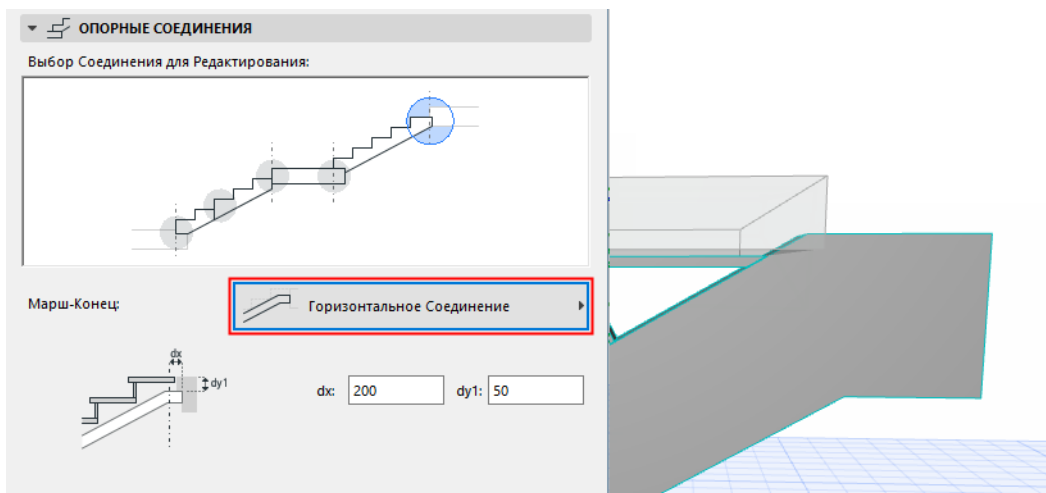 ОПОРНЫЕ СОЕДИНЕНИЯ
Выбор Соединения для Редактирования:
Марш-Конец:
Горизонтальное Соединение
dx
dy1
dx: 200 dy1: 50